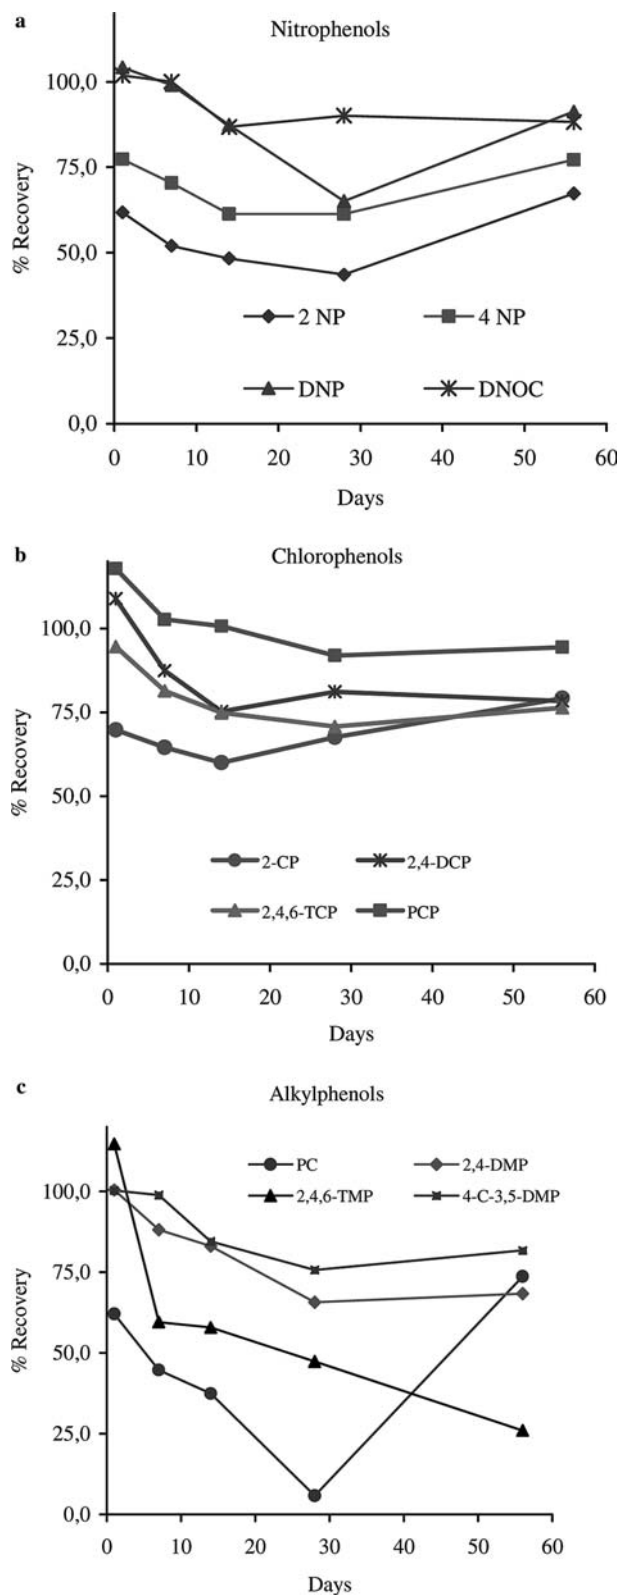 a
Nitrophenols
100,0
75,0
50,0
25,0
0,0
% Recovery
2 NP 4 NP
DNP DNOC
0 10 20 30 40 50 60
Days
b
Chlorophenols
100,0
75,0
50,0
25,0
0,0
% Recovery
2-CP 2,4-DCP
2,4,6-TCP PCP
0 10 20 30 40 50 60
Days
c
Alkylphenols
PC 2,4-DMP
2,4,6-TMP 4-C-3,5-DMP
100,0
75,0
50,0
25,0
0,0
% Recovery
0 10 20 30 40 50 60
Days